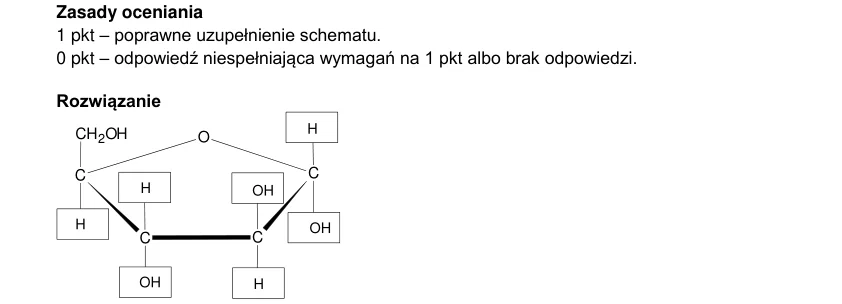 Zasady oceniania
1 pkt – poprawne uzupełnienie schematu.
0 pkt – odpowiedź niespełniająca wymagań na 1 pkt albo brak odpowiedzi.
Rozwiązanie
H
CH₂OH
O
C
C
H
OH
H
OH
C
C
OH
H